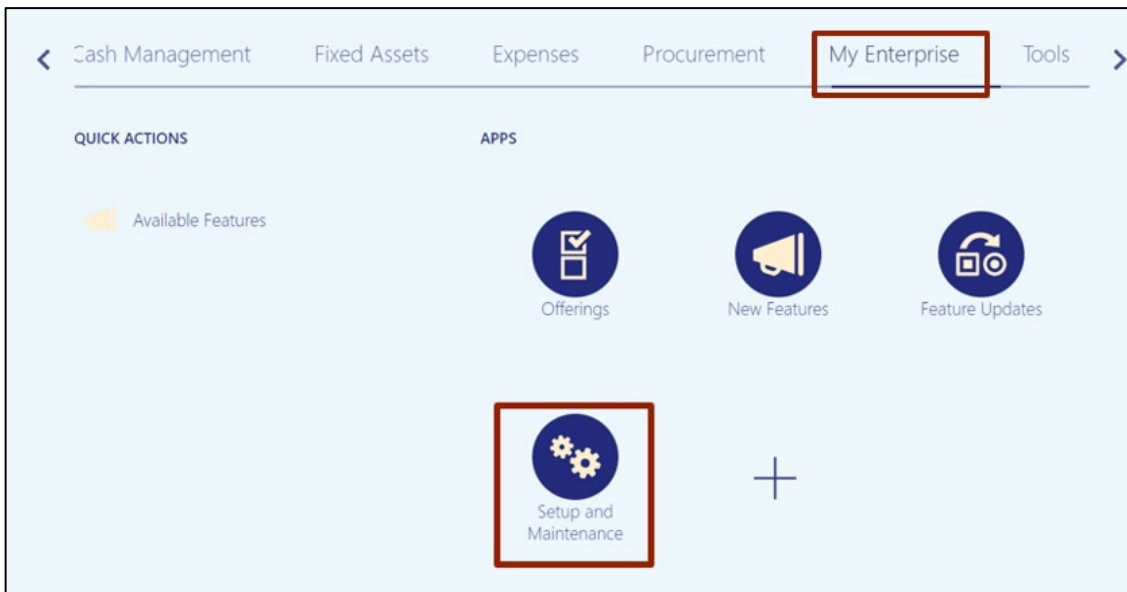 Cash Management Fixed Assets Expenses Procurement My Enterprise Tools
QUICK ACTIONS APPS
Available Features
Offerings New Features Feature Updates
Setup and
Maintenance